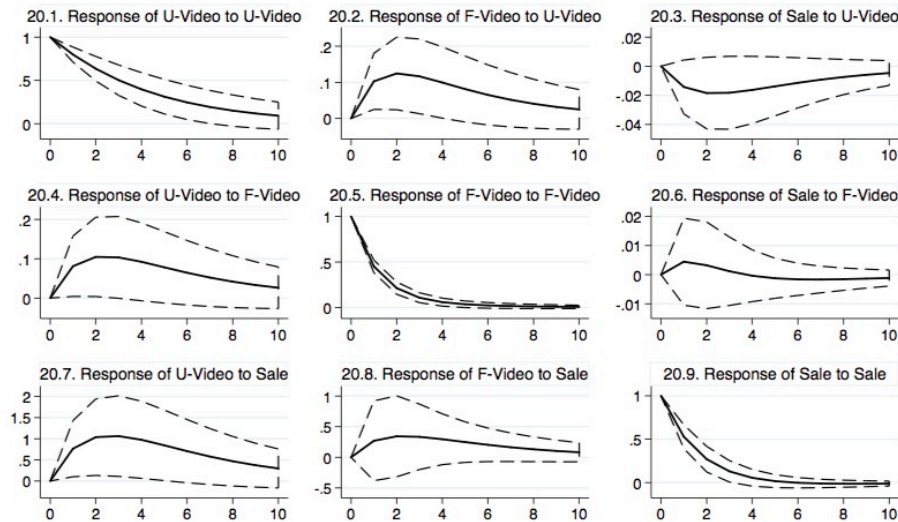 20.1. Response of U-Video to U-Video
1
.5
0
0 2 4 6 8 10
20.2. Response of F-Video to U-Video
.2
.1
0
0 2 4 6 8 10
20.3. Response of Sale to U-Video
.02
0
-.02
-.04
0 2 4 6 8 10
20.4. Response of U-Video to F-Video
.2
.1
0
0 2 4 6 8 10
20.5. Response of F-Video to F-Video
1
.5
0
0 2 4 6 8 10
20.6. Response of Sale to F-Video
.02
.01
0
-.01
0 2 4 6 8 10
20.7. Response of U-Video to Sale
2
1.5
1
.5
0
0 2 4 6 8 10
20.8. Response of F-Video to Sale
1
.5
0
-.5
0 2 4 6 8 10
20.9. Response of Sale to Sale
1
.5
0
0 2 4 6 8 10